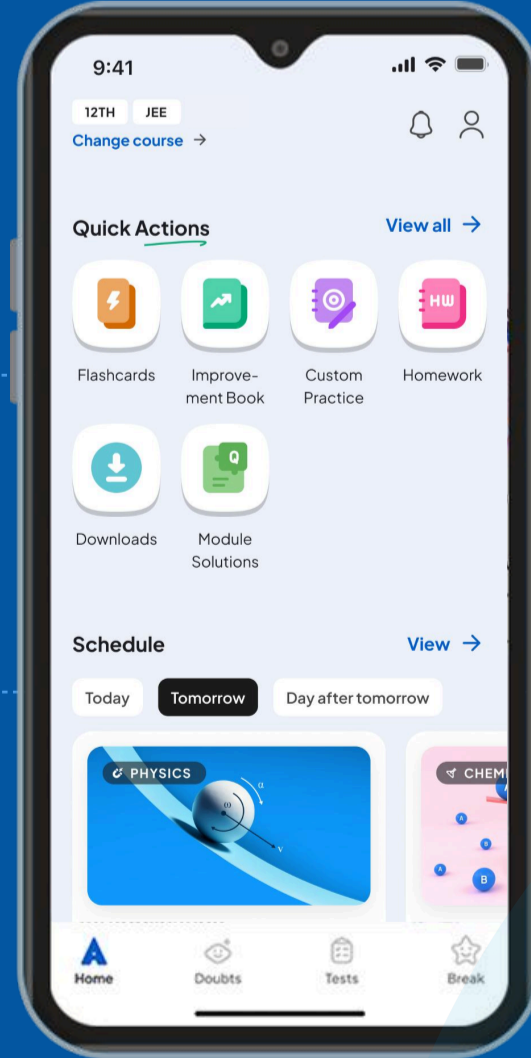 9:41
12TH JEE
Change course →
Quick Actions
View all →
Flashcards
Improve-
ment Book
Custom
Practice
Homework
HW
Q
Downloads
Module
Solutions
Schedule
View →
Today
Tomorrow
Day after tomorrow
PHYSICS
α
ω
v
CHEMI
A
A
A
B
Home
Doubts
Tests
Break